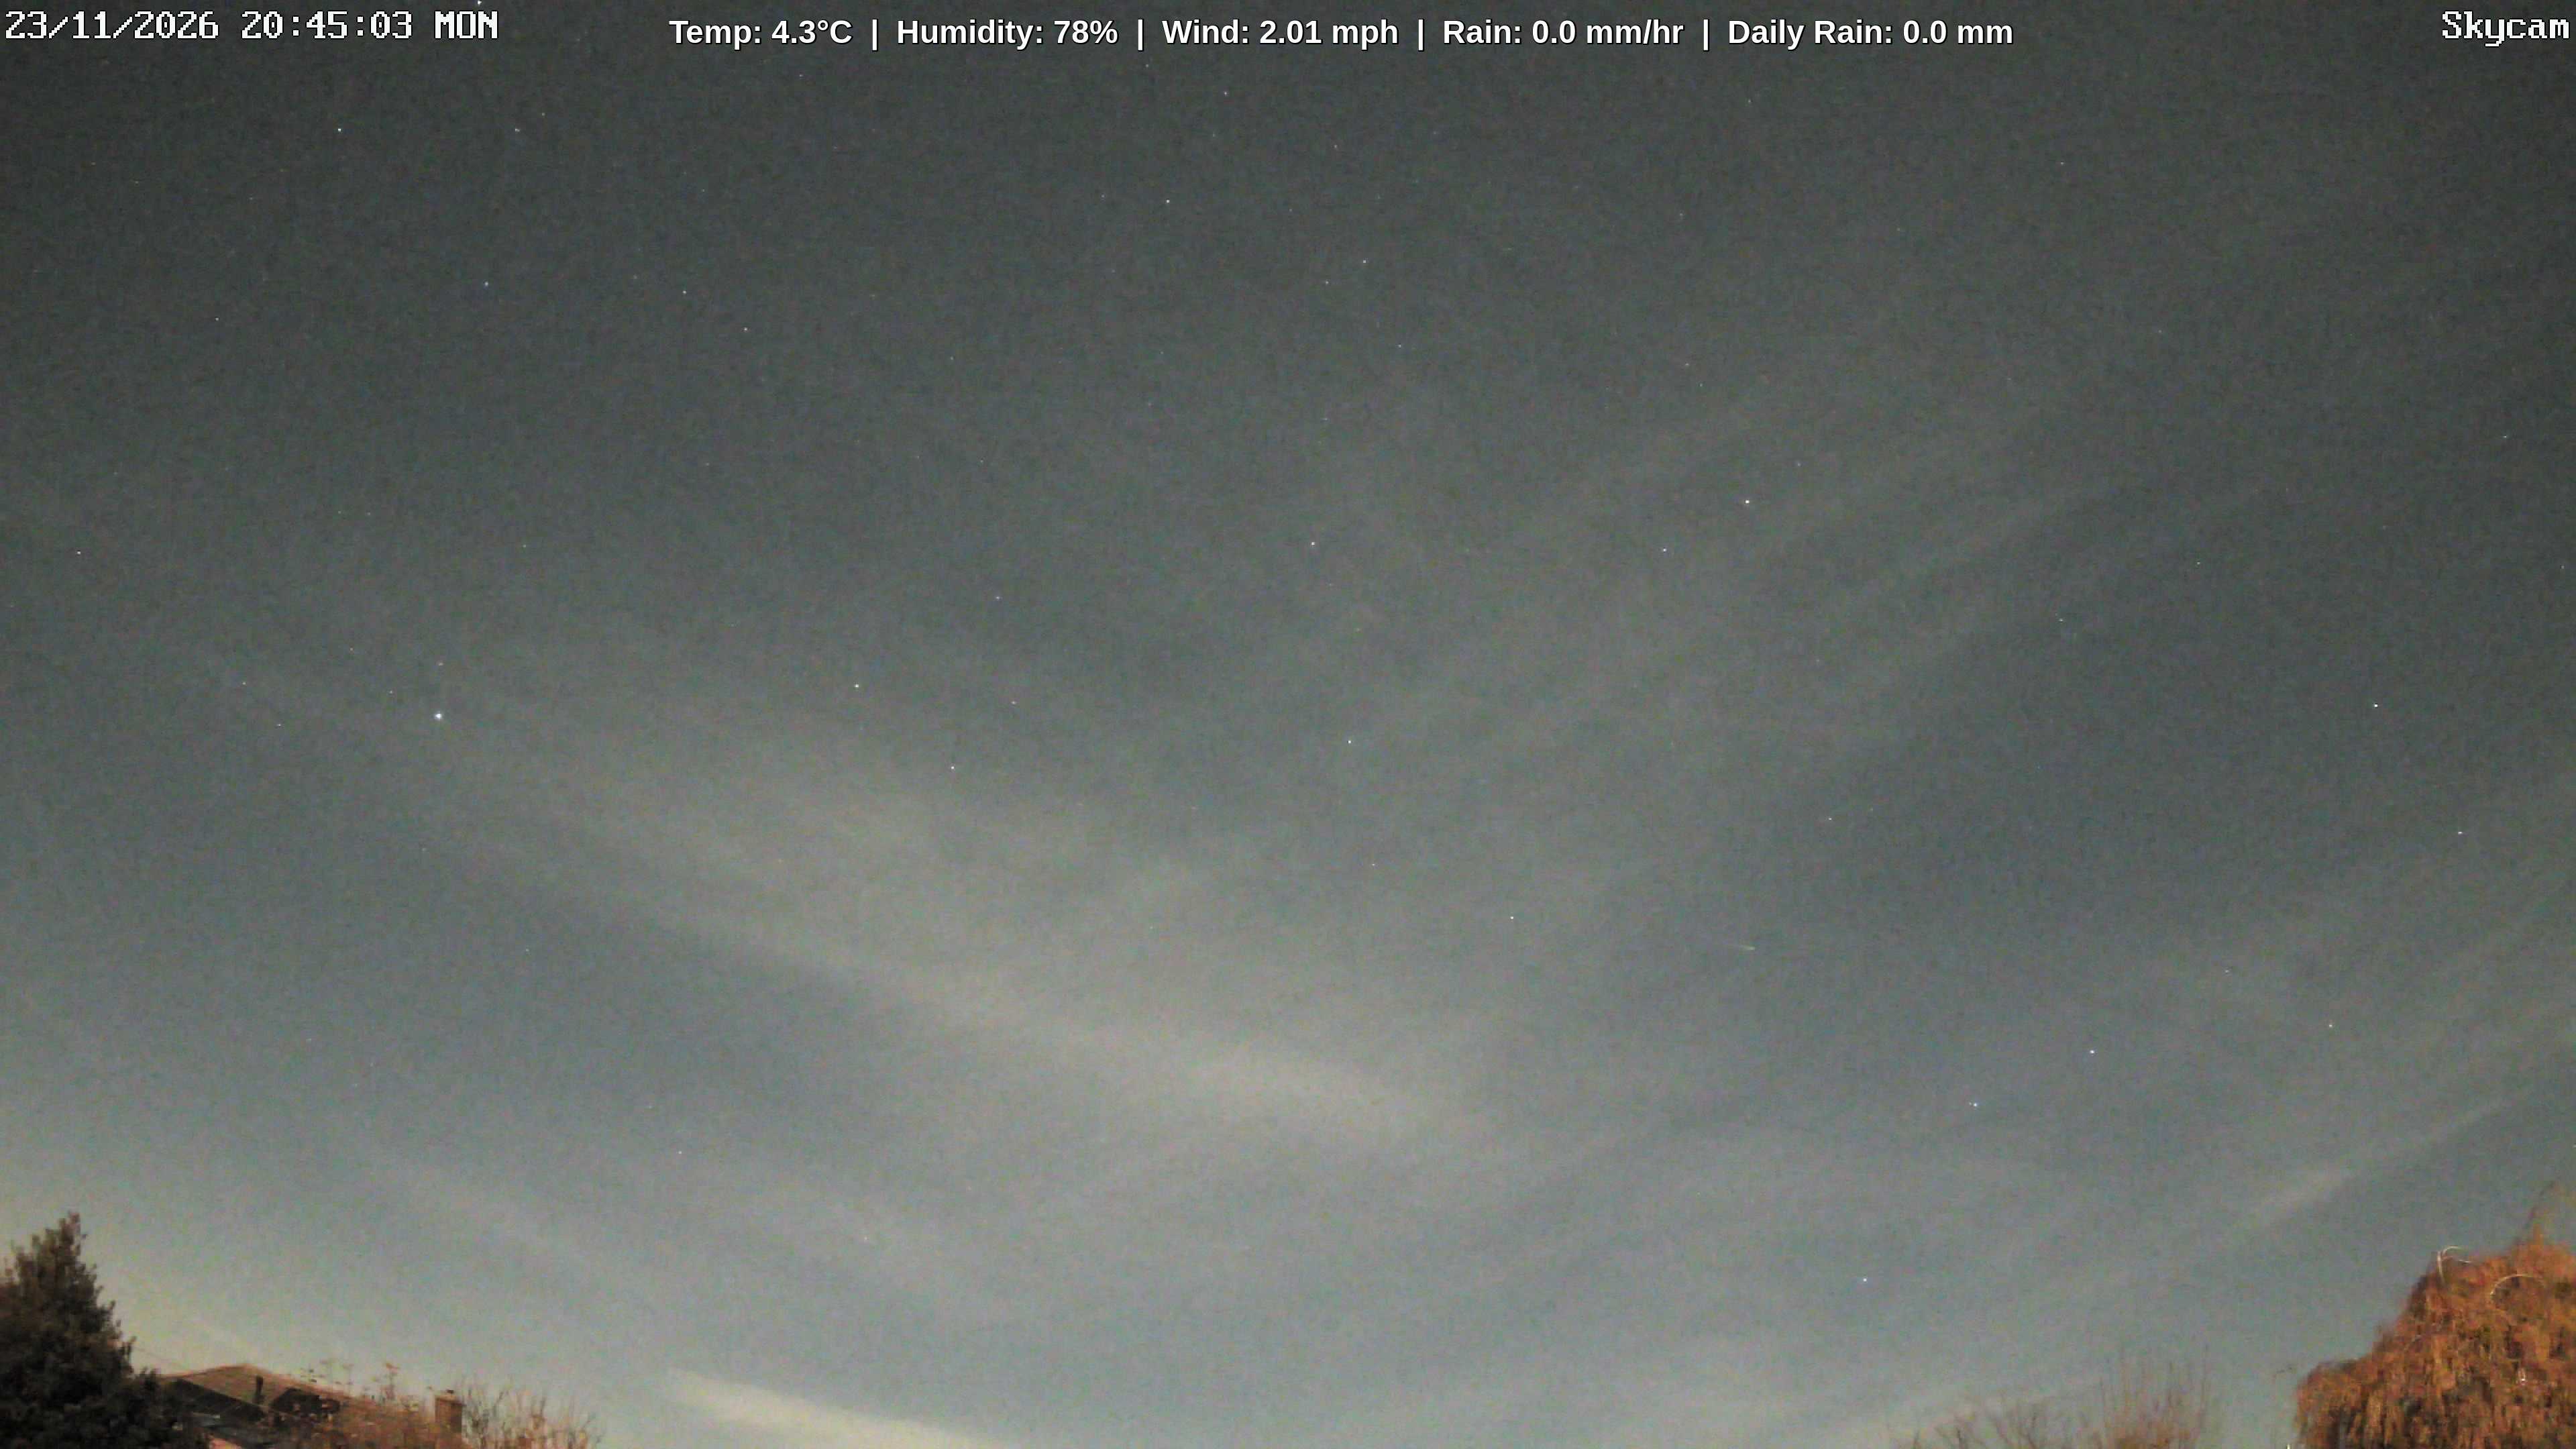 23/11/2026 20:45:03 MON
Temp: 4.3°C | Humidity: 78% | Wind: 2.01 mph | Rain: 0.0 mm/hr | Daily Rain: 0.0 mm
Skycam